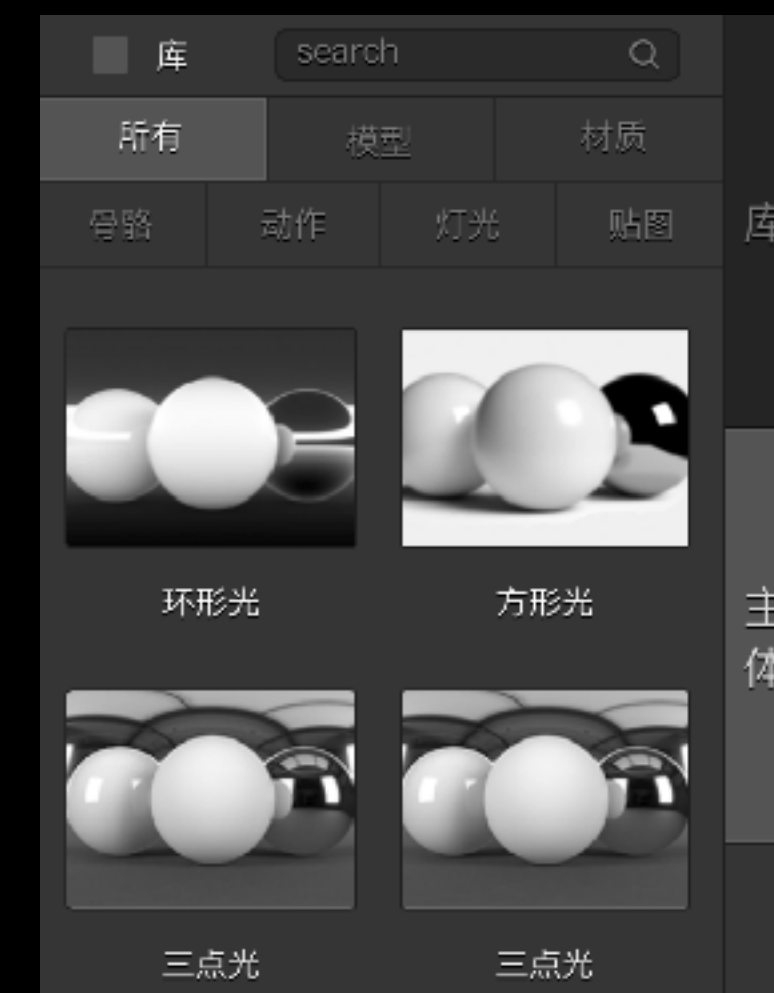 库 search
所有 模型 材质
骨骼 动作 灯光 贴图
环形光 方形光
三点光 三点光
库
主
体